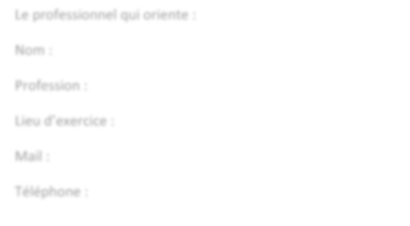 Le professionnel qui oriente :
Nom :
Profession :
Lieu d'exercice :
Mail :
Téléphone :